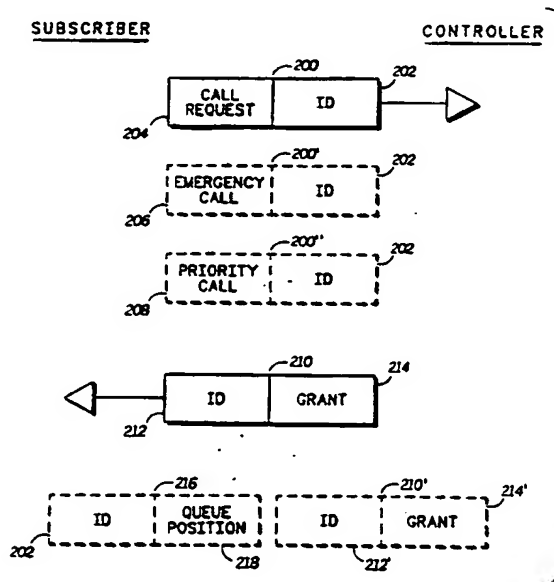 SUBSCRIBER CONTROLLER
200 202
CALL REQUEST ID
204
200' 202
EMERGENCY CALL ID
206
200'' 202
PRIORITY CALL ID
208
210 214
ID GRANT
212
216 210' 214'
ID QUEUE POSITION ID GRANT
202 218 212'